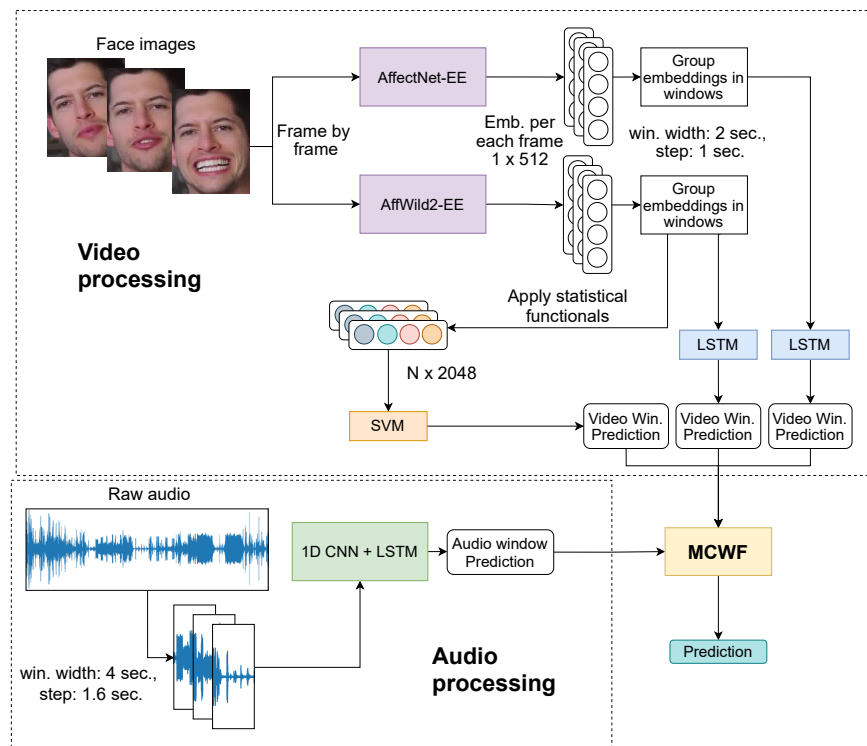 Face images
AffectNet-EE
Group
embeddings in
windows
Frame by
frame
Emb. per
each frame
1 x 512
win. width: 2 sec.,
step: 1 sec.
AffWild2-EE
Group
embeddings in
windows
Video
processing
Apply statistical
functionals
LSTM
LSTM
N x 2048
SVM
Video Win.
Prediction
Video Win.
Prediction
Video Win.
Prediction
Raw audio
1D CNN + LSTM
Audio window
Prediction
MCWF
win. width: 4 sec.,
step: 1.6 sec.
Audio
processing
Prediction